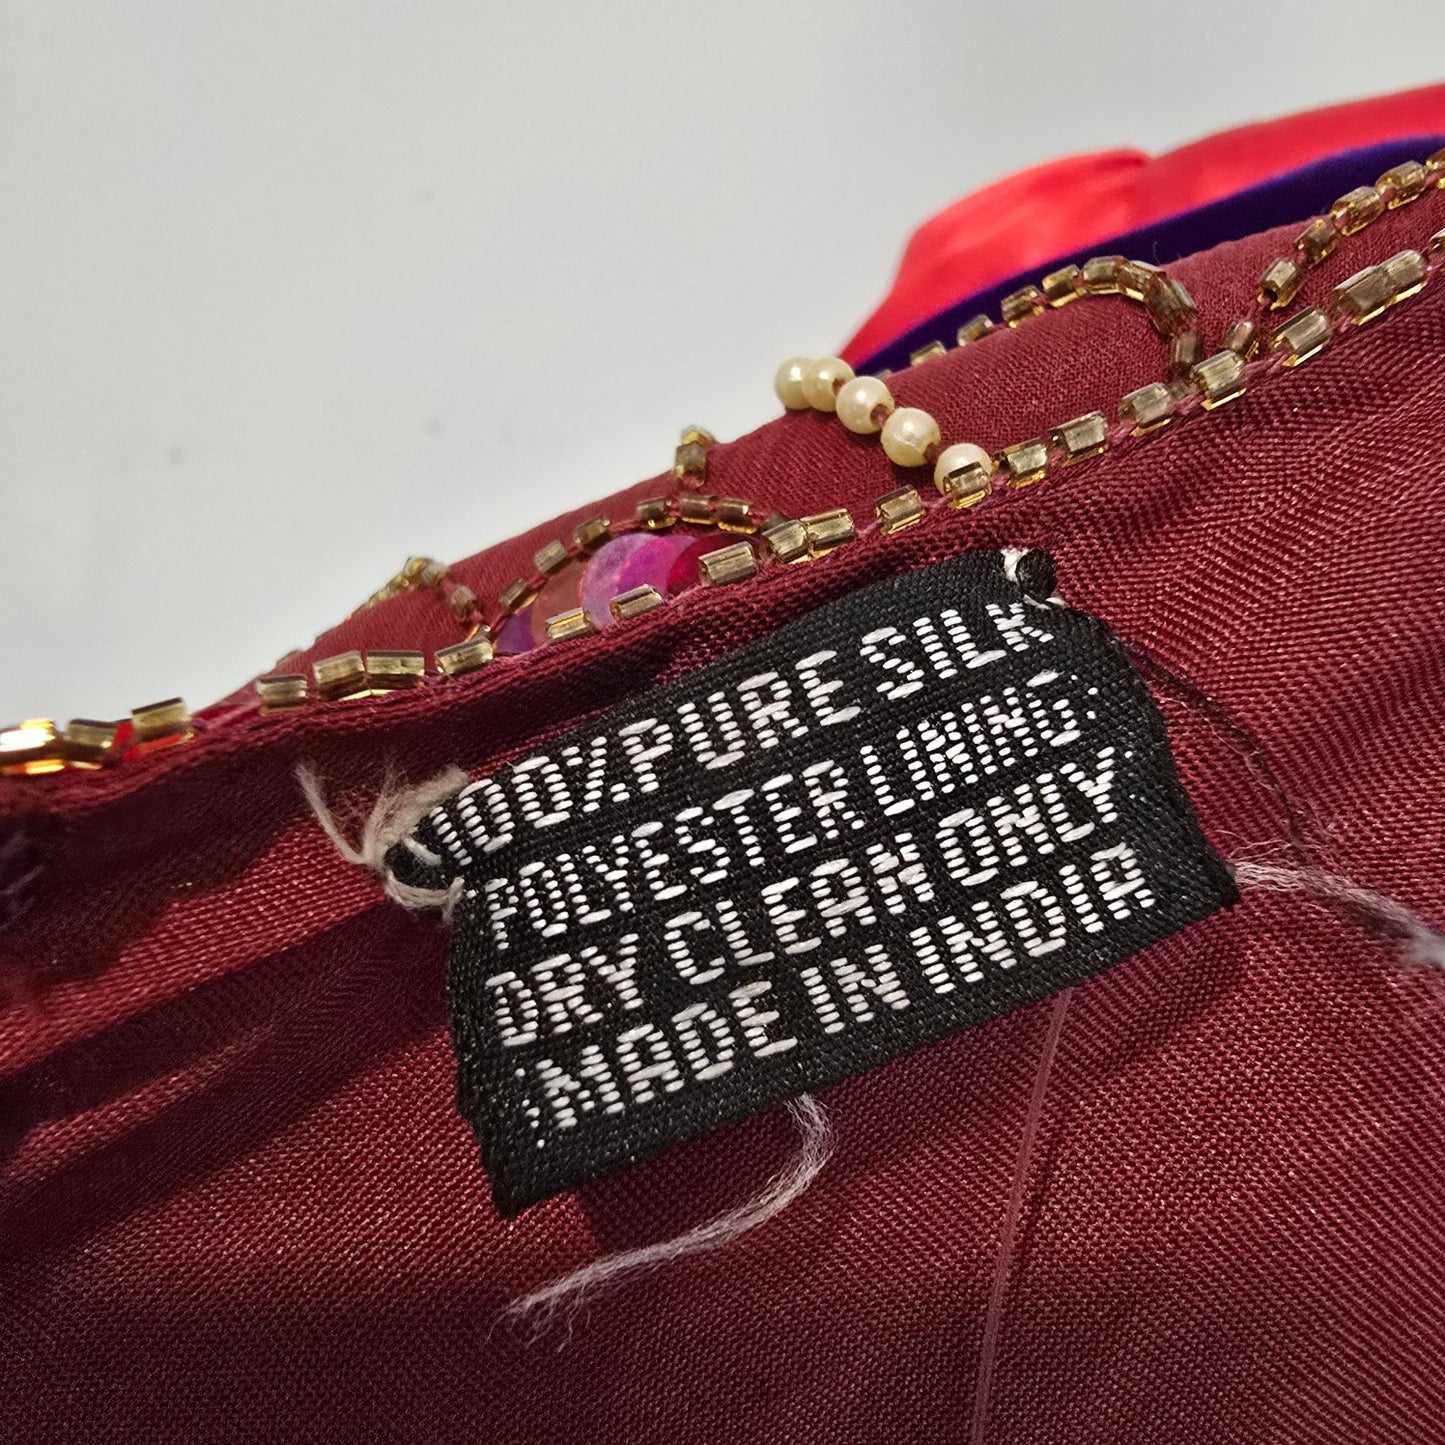 100% PURE SILK
POLYESTER LINING
DRY CLEAN ONLY
MADE IN INDIA